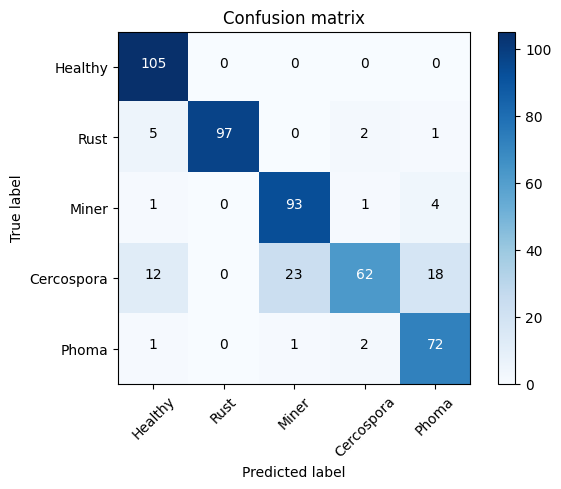 Confusion matrix
True label
Healthy 105 0 0 0 0
Rust 5 97 0 2 1
Miner 1 0 93 1 4
Cercospora 12 0 23 62 18
Phoma 1 0 1 2 72
Healthy Rust Miner Cercospora Phoma
Predicted label
100
80
60
40
20
0